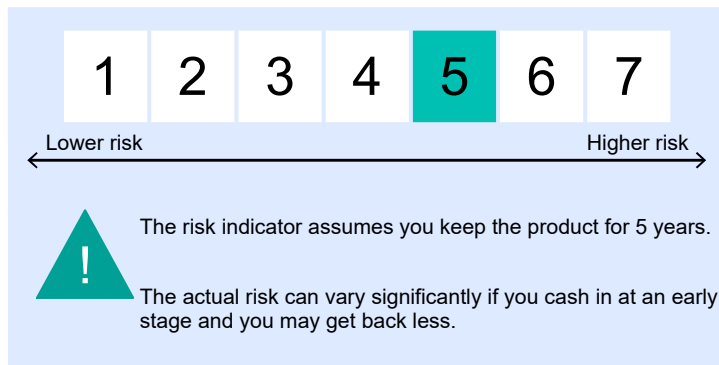 1 2 3 4 5 6 7
Lower risk Higher risk
!
The risk indicator assumes you keep the product for 5 years.
The actual risk can vary significantly if you cash in at an early
stage and you may get back less.